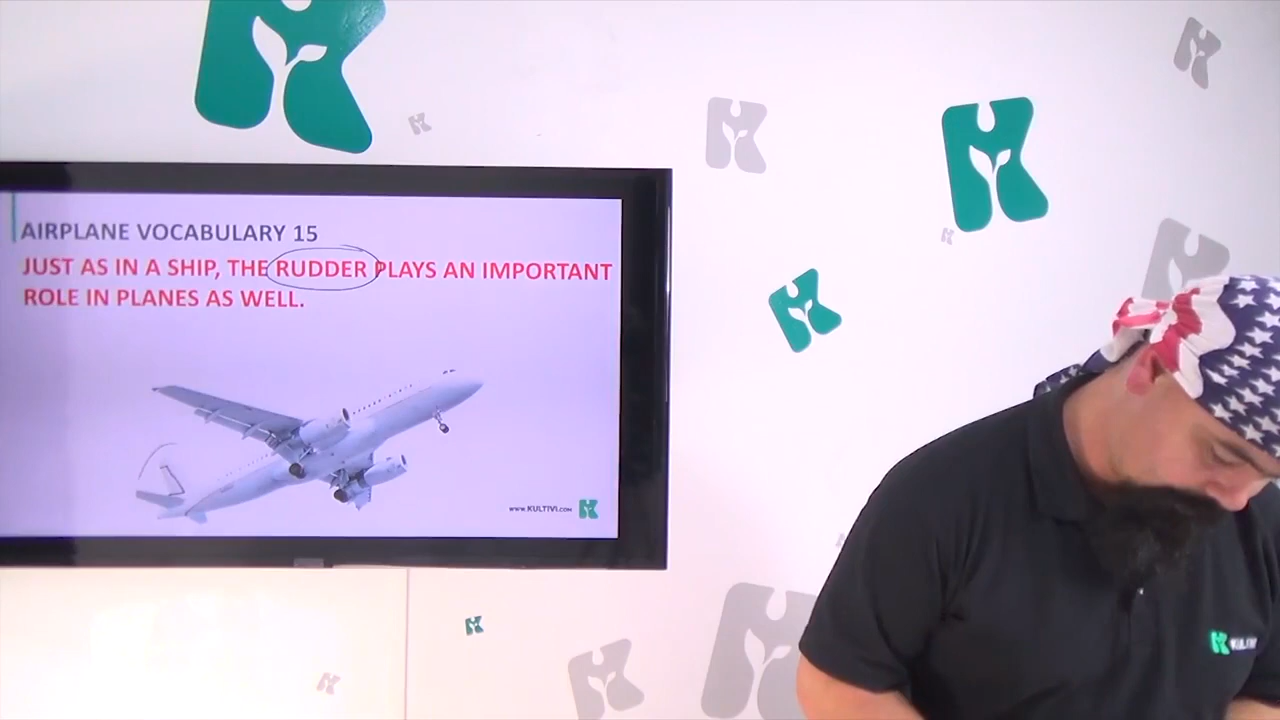 AIRPLANE VOCABULARY 15
JUST AS IN A SHIP, THE RUDDER PLAYS AN IMPORTANT
ROLE IN PLANES AS WELL.
www.KULTIVI.COM